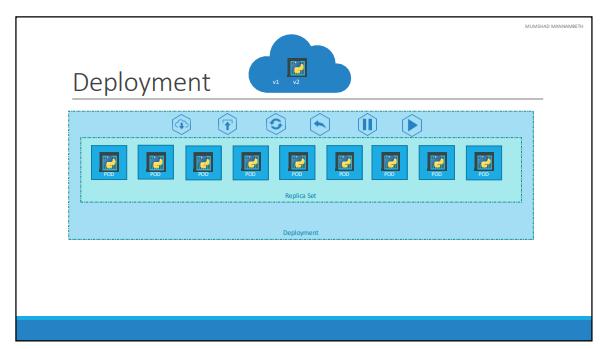 MUMSHAD MANNAMBETH
Deployment
v1 v2
POD POD POD POD POD POD POD POD POD
Replica Set
Deployment